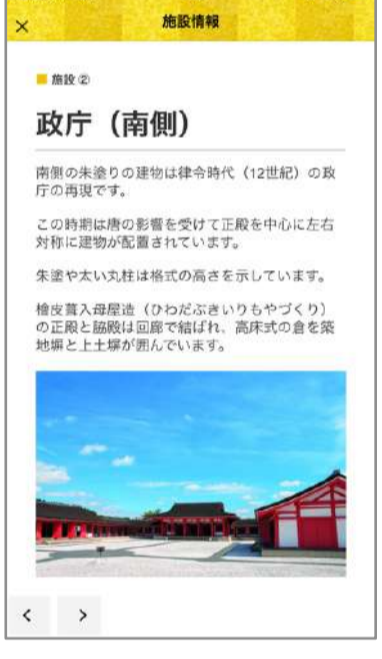 施設情報
施設②
政庁（南側）
南側の朱塗りの建物は律令時代（12世紀）の政
庁の再現です。
この時期は唐の影響を受けて正殿を中心に左右
対称に建物が配置されています。
朱塗や太い丸柱は格式の高さを示しています。
檜皮葺入母屋造（ひわだぶきいりもやづくり）
の正殿と脇殿は回廊で結ばれ、高床式の倉を築
地塀と上土塀が囲んでいます。